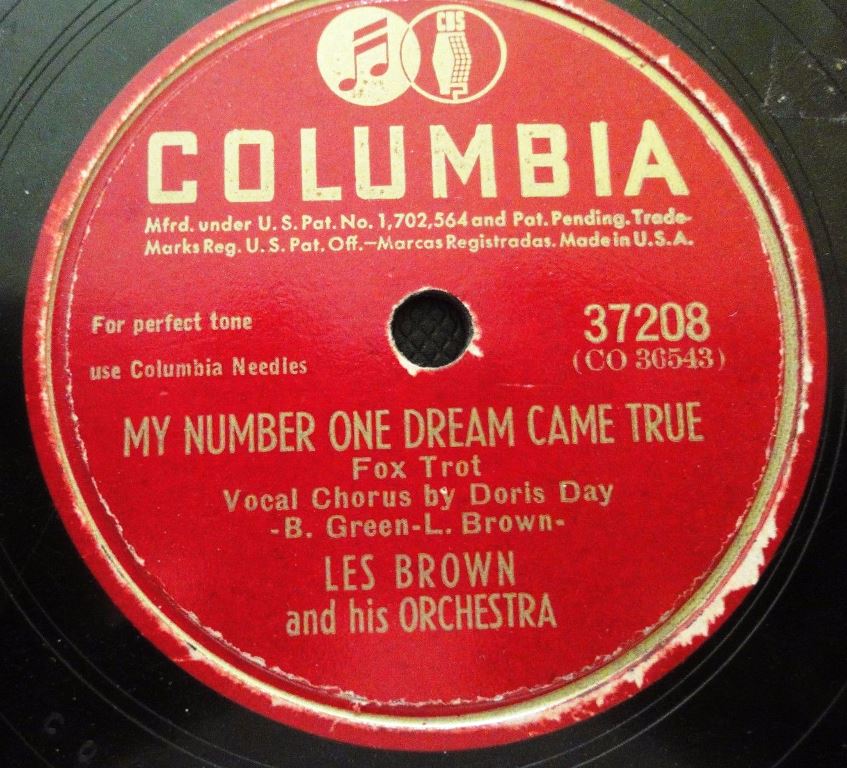 CBS
COLUMBIA
Mfrd. under U. S. Pat. No. 1,702,564 and Pat. Pending. Trade-
Marks Reg. U. S. Pat. Off.—Marcas Registradas. Made in U.S.A.
For perfect tone
use Columbia Needles
37208
(CO 36543)
MY NUMBER ONE DREAM CAME TRUE
Fox Trot
Vocal Chorus by Doris Day
-B. Green-L. Brown-
LES BROWN
and his ORCHESTRA